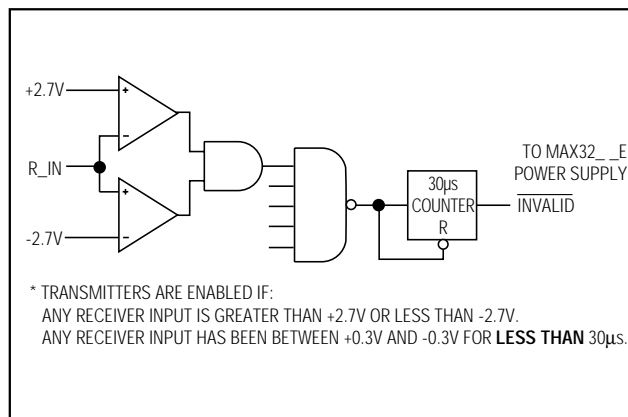 +2.7V
+
-
R_IN
+
-
-2.7V
30µs
COUNTER
R
TO MAX32_ _E
POWER SUPPLY
INVALID
* TRANSMITTERS ARE ENABLED IF:
ANY RECEIVER INPUT IS GREATER THAN +2.7V OR LESS THAN -2.7V.
ANY RECEIVER INPUT HAS BEEN BETWEEN +0.3V AND -0.3V FOR LESS THAN 30µs.